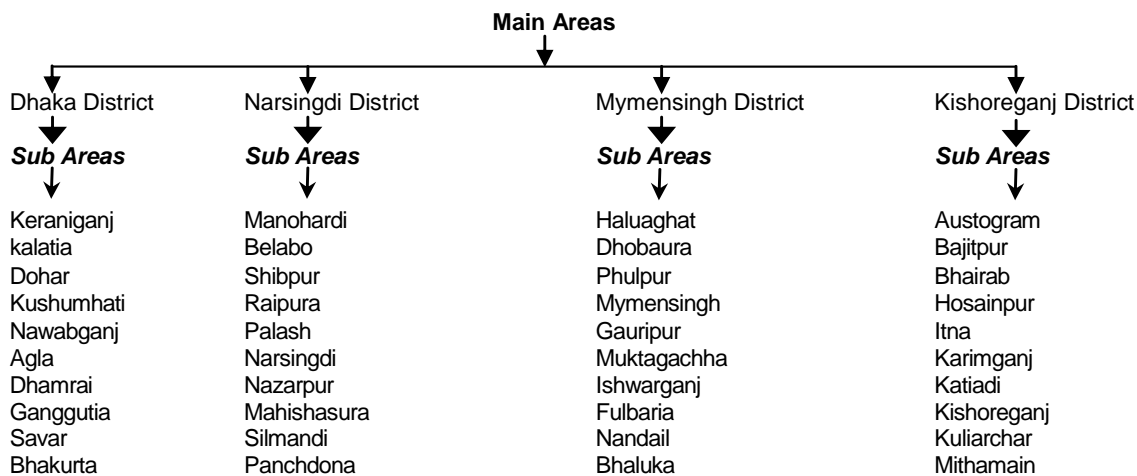 Main Areas
Dhaka District Narsingdi District Mymensingh District Kishoreganj District
Sub Areas Sub Areas Sub Areas Sub Areas
Keraniganj Manohardi Haluaghat Austogram
kalatia Belabo Dhobaura Bajitpur
Dohar Shibpur Phulpur Bhairab
Kushumhati Raipura Mymensingh Hosainpur
Nawabganj Palash Gauripur Itna
Agla Narsingdi Muktagachha Karimganj
Dhamrai Nazarpur Ishwarganj Katiadi
Ganggutia Mahishasura Fulbaria Kishoreganj
Savar Silmandi Nandail Kuliarchar
Bhakurta Panchdona Bhaluka Mithamain